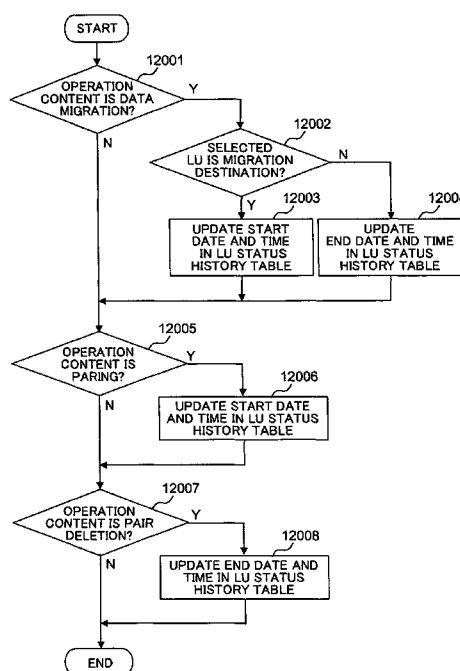 START
12001
OPERATION
CONTENT IS DATA
MIGRATION?
Y
N
12002
SELECTED
LU IS MIGRATION
DESTINATION?
N
Y
12003
UPDATE START
DATE AND TIME
IN LU STATUS
HISTORY TABLE
12004
UPDATE
END DATE AND TIME
IN LU STATUS
HISTORY TABLE
12005
OPERATION
CONTENT IS
PARING?
Y
N
12006
UPDATE START DATE
AND TIME IN LU STATUS
HISTORY TABLE
12007
OPERATION
CONTENT IS PAIR
DELETION?
Y
N
12008
UPDATE END DATE AND
TIME IN LU STATUS
HISTORY TABLE
END